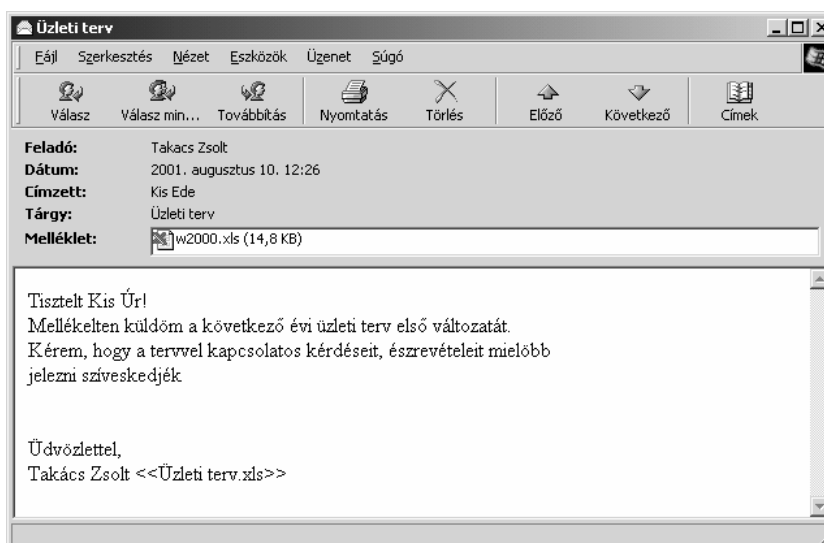 Üzleti terv
Fájl Szerkesztés Nézet Eszközök Üzenet Súgó
Válasz Válasz min... Továbbítás Nyomtatás Törlés Előző Következő Címek
Feladó: Takacs Zsolt
Dátum: 2001. augusztus 10. 12:26
Címzett: Kis Ede
Tárgy: Üzleti terv
Melléklet: w2000.xls (14,8 KB)
Tisztelt Kis Úr!
Mellékelten küldöm a következő évi üzleti terv első változatát.
Kérem, hogy a tervvel kapcsolatos kérdéseit, észrevételeit mielőbb
jelezni szíveskedjék
Üdvözlettel,
Takács Zsolt <<Üzleti terv.xls>>